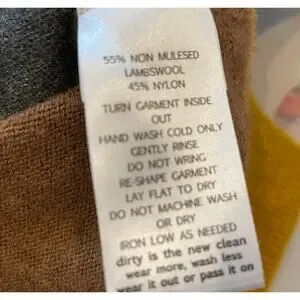 55% NON MULESED
LAMBSWOOL
45% NYLON
TURN GARMENT INSIDE
OUT
HAND WASH COLD ONLY
GENTLY RINSE
DO NOT WRING
RE-SHAPE GARMENT
LAY FLAT TO DRY
DO NOT MACHINE WASH
OR DRY
IRON LOW AS NEEDED
dirty is the new clean
wear more, wash less
wear it out or pass it on